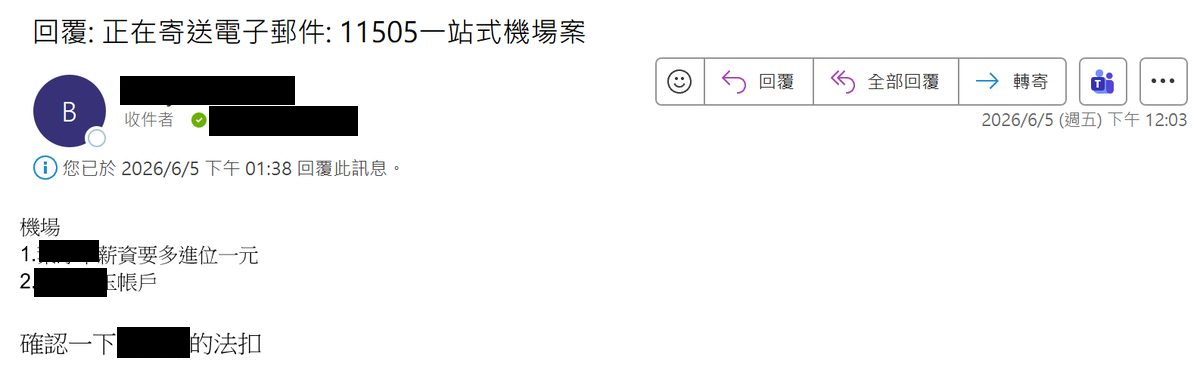 回覆: 正在寄送電子郵件: 11505一站式機場案
B
收件者
回覆
全部回覆
轉寄
2026/6/5 (週五) 下午 12:03
您已於 2026/6/5 下午 01:38 回覆此訊息。
機場
1. 薪資要多進位一元
2. 帳戶
確認一下 的法扣